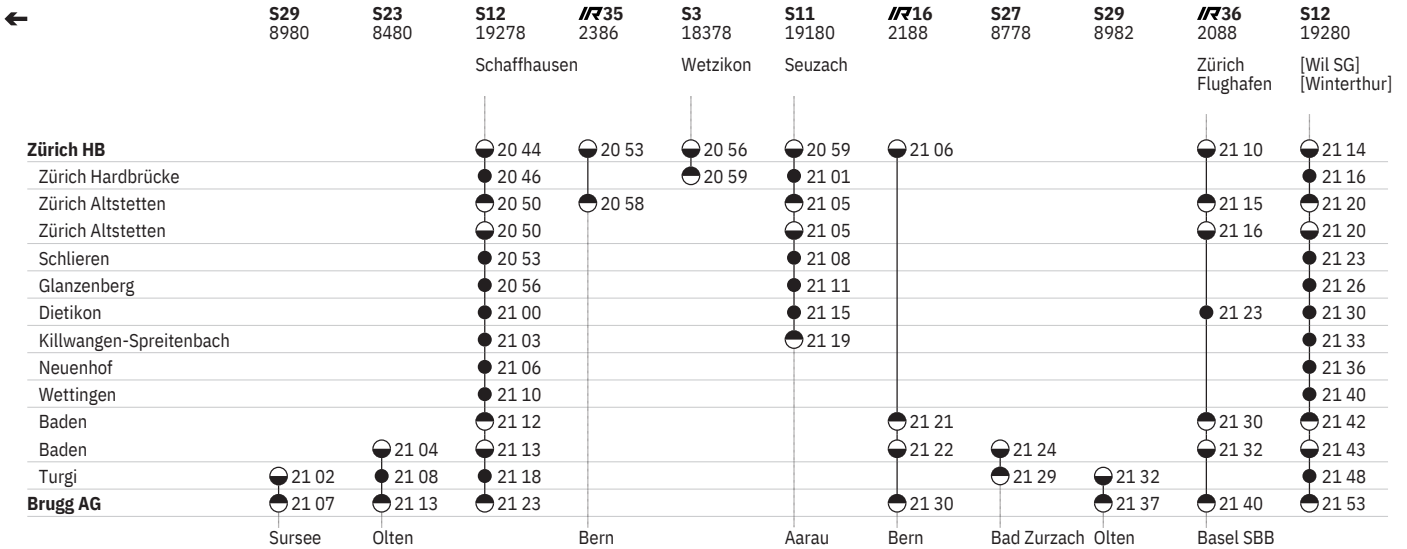 ← S29 S23 S12 IR35 S3 S11 IR16 S27 S29 IR36 S12
8980 8480 19278 2386 18378 19180 2188 8778 8982 2088 19280
Schaffhausen Wetzikon Seuzach Zürich [Wil SG]
Flughafen [Winterthur]
Zürich HB 20 44 20 53 20 56 20 59 21 06 21 10 21 14
Zürich Hardbrücke 20 46 20 59 21 01 21 16
Zürich Altstetten 20 50 20 58 21 05 21 15 21 20
Zürich Altstetten 20 50 21 05 21 16 21 20
Schlieren 20 53 21 08 21 23
Glanzenberg 20 56 21 11 21 26
Dietikon 21 00 21 15 21 23 21 30
Killwangen-Spreitenbach 21 03 21 19 21 33
Neuenhof 21 06 21 36
Wettingen 21 10 21 40
Baden 21 12 21 21 21 30 21 42
Baden 21 04 21 13 21 22 21 24 21 32 21 43
Turgi 21 02 21 08 21 18 21 29 21 32 21 48
Brugg AG 21 07 21 13 21 23 21 30 21 37 21 40 21 53
Sursee Olten Bern Aarau Bern Bad Zurzach Olten Basel SBB